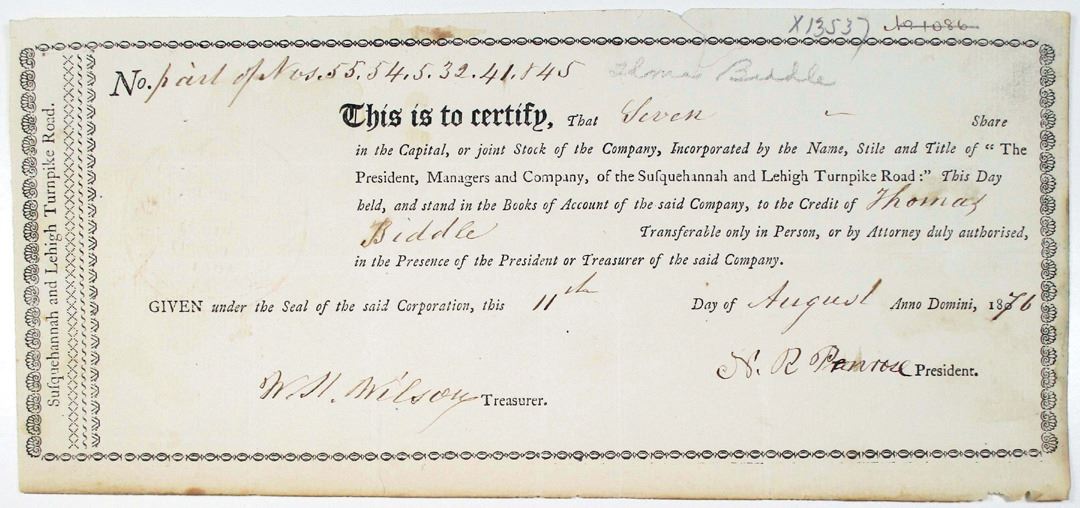 X13537 No 1086
No. part of Nos. 55. 54. 5. 32. 41. & 45 Thomas Biddle
This is to certify, That Seven Share
in the Capital, or joint Stock of the Company, Incorporated by the Name, Stile and Title of “ The
President, Managers and Company, of the Suſquehannah and Lehigh Turnpike Road:” This Day
held, and stand in the Books of Account of the said Company, to the Credit of Thomas
Biddle Transferable only in Person, or by Attorney duly authorised,
in the Presence of the President or Treasurer of the said Company.
GIVEN under the Seal of the said Corporation, this 11th Day of August Anno Domini, 1876
N. R Penrose President.
W. H. Wilson Treasurer.
Suſquehannah and Lehigh Turnpike Road.